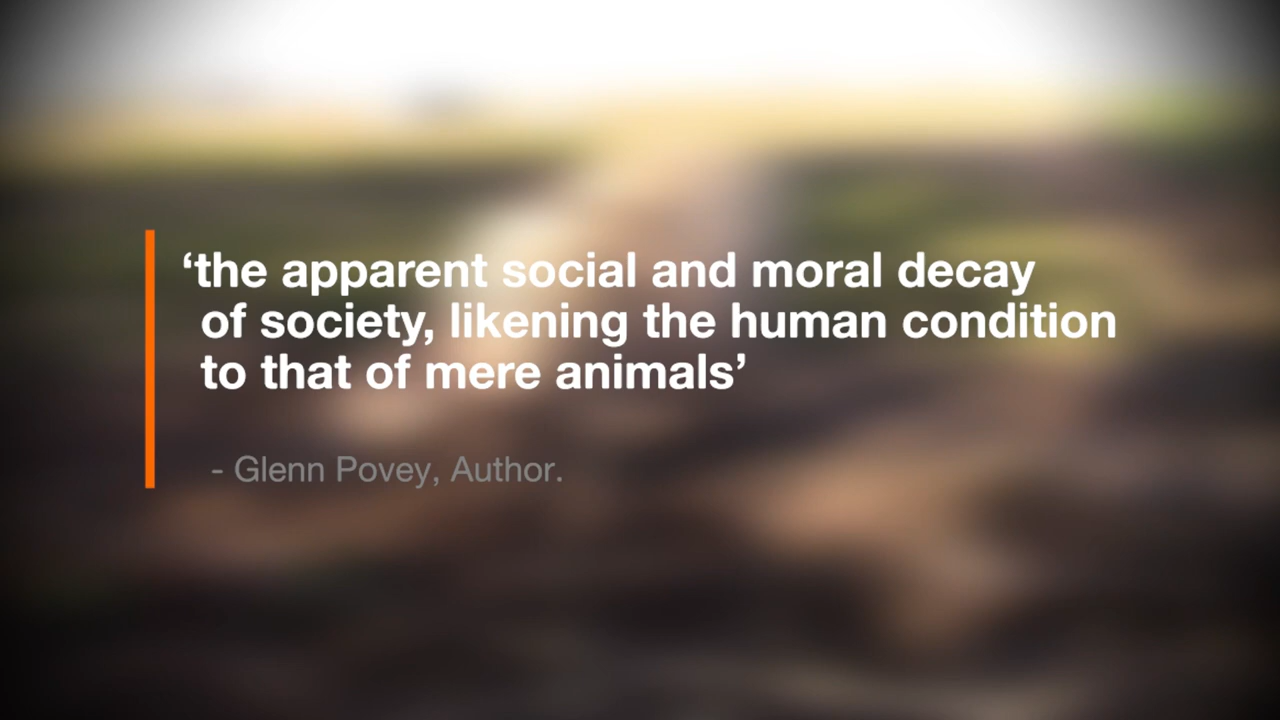 ‘the apparent social and moral decay
of society, likening the human condition
to that of mere animals’
- Glenn Povey, Author.